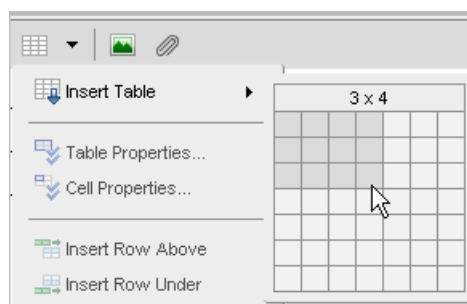 Insert Table
3 x 4
Table Properties...
Cell Properties...
Insert Row Above
Insert Row Under